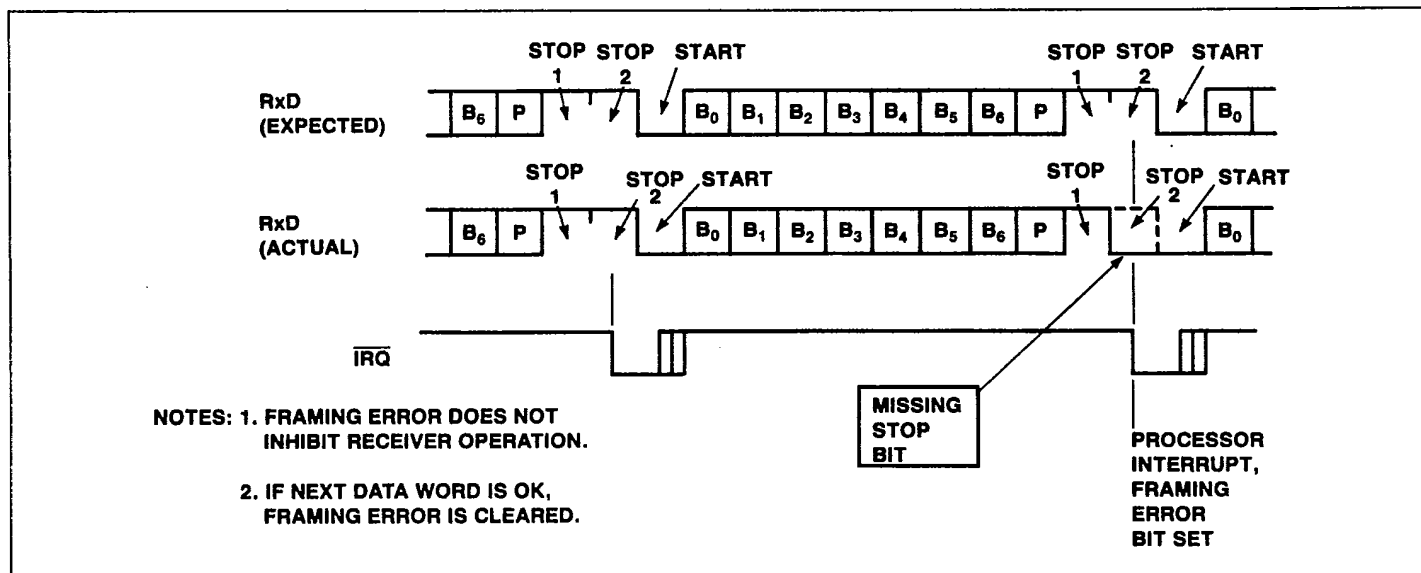 STOP STOP START STOP STOP START
1 2 1 2
RxD
(EXPECTED)
B6 P B0 B1 B2 B3 B4 B5 B6 P B0
STOP STOP START STOP STOP START
1 2 1 2
RxD
(ACTUAL)
B6 P B0 B1 B2 B3 B4 B5 B6 P B0
IRQ
MISSING
STOP
BIT
PROCESSOR
INTERRUPT,
FRAMING
ERROR
BIT SET
NOTES: 1. FRAMING ERROR DOES NOT
INHIBIT RECEIVER OPERATION.
2. IF NEXT DATA WORD IS OK,
FRAMING ERROR IS CLEARED.